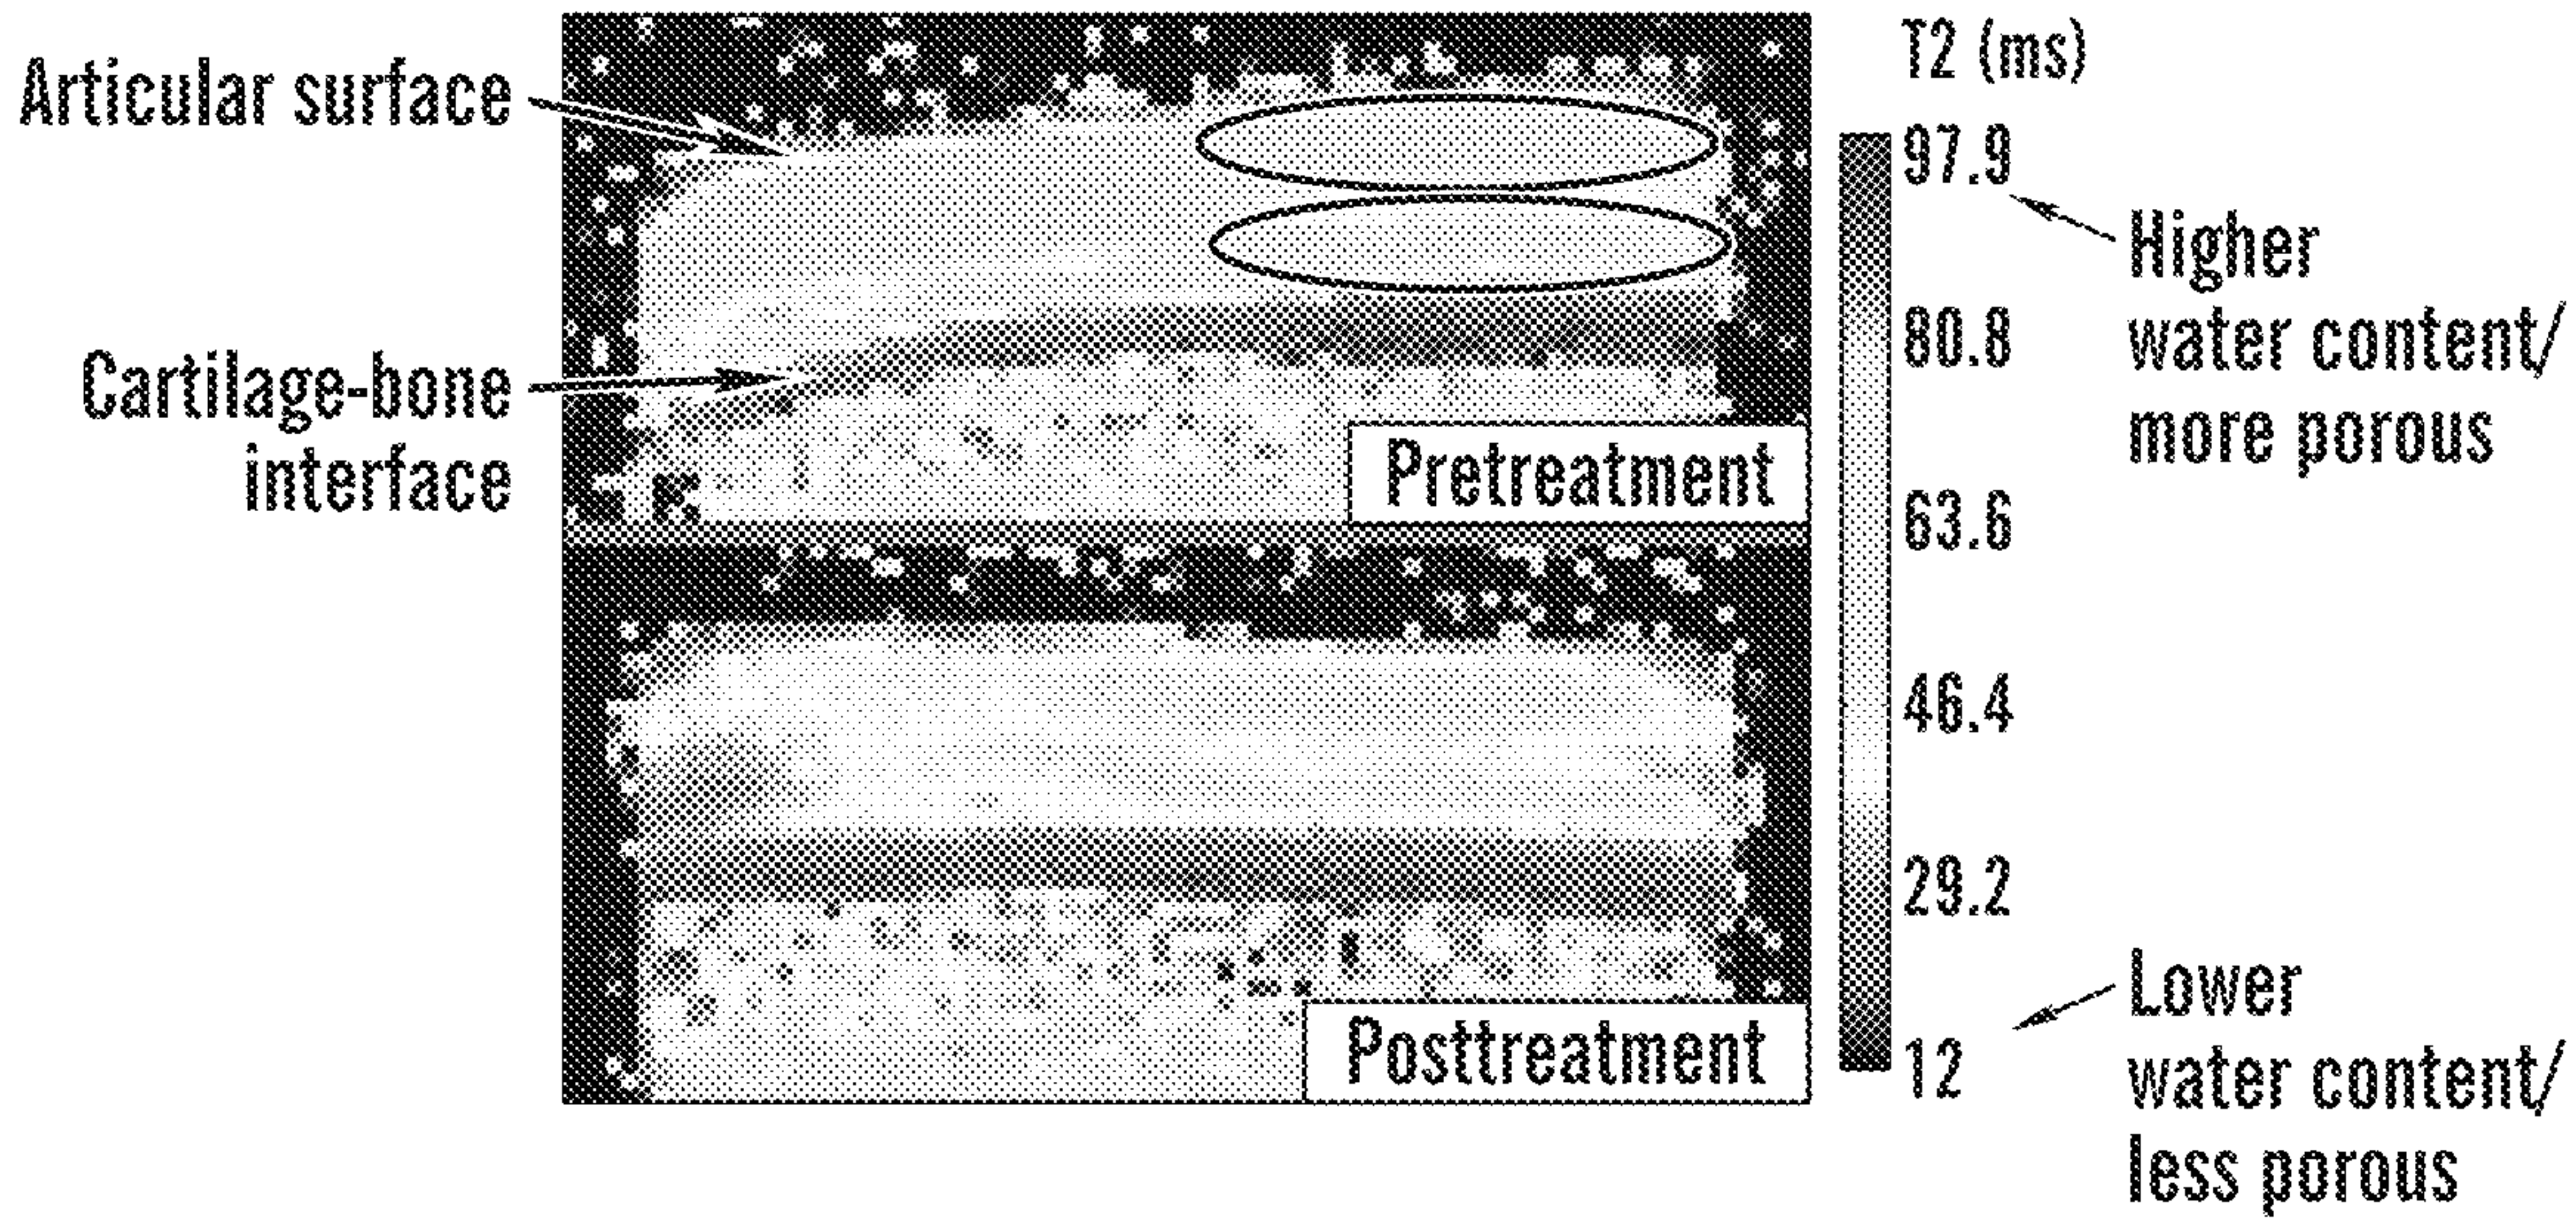 Articular surface
Cartilage-bone
interface
Pretreatment
Posttreatment
T2 (ms)
97.9
80.8
63.6
46.4
29.2
12
Higher
water content/
more porous
Lower
water content/
less porous